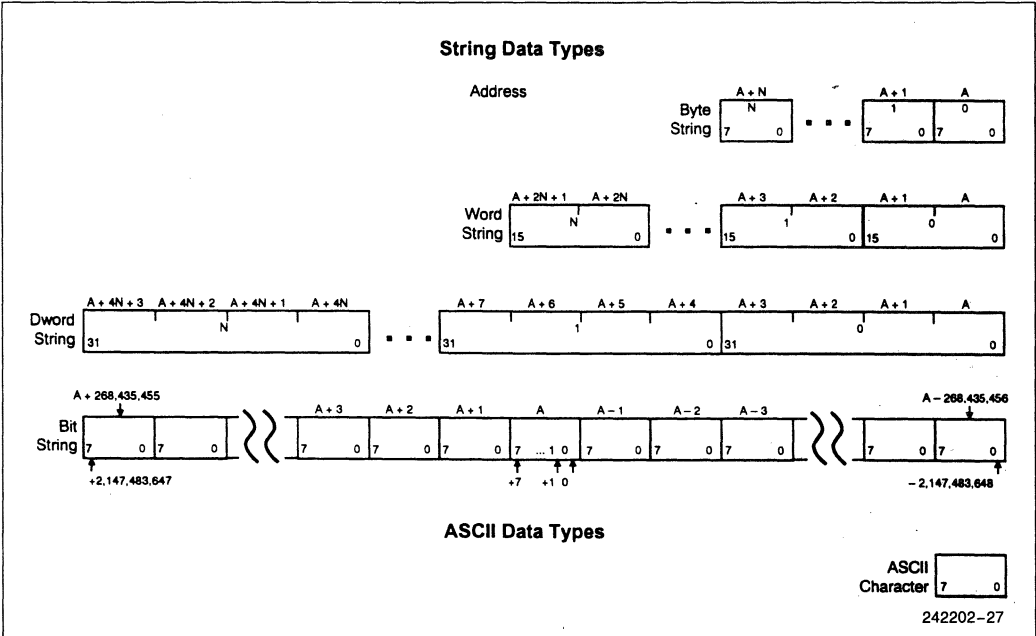 String Data Types
Address
A + N A + 1 A
Byte N 1 0
String 7 0 7 0 7 0
A + 2N + 1 A + 2N A + 3 A + 2 A + 1 A
Word N 1 0
String 15 0 15 0 15 0
A + 4N + 3 A + 4N + 2 A + 4N + 1 A + 4N A + 7 A + 6 A + 5 A + 4 A + 3 A + 2 A + 1 A
Dword N 1 0
String 31 0 31 0 31 0
A + 268,435,455 A − 268,435,456
Bit A + 3 A + 2 A + 1 A A − 1 A − 2 A − 3
String 7 0 7 0 7 0 7 0 7 0 7 ...1 0 7 0 7 0 7 0 7 0 7 0
+2,147,483,647 +7 +1 0 − 2,147,483,648
ASCII Data Types
ASCII
Character 7 0
242202–27